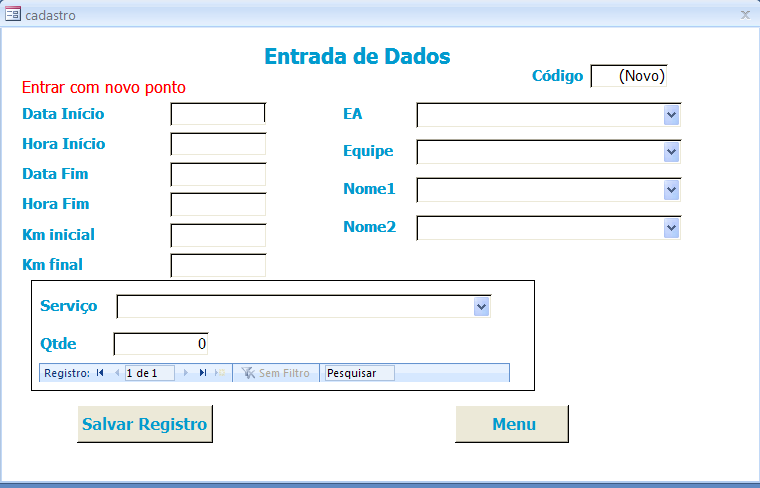 cadastro
Entrada de Dados
Código (Novo)
Entrar com novo ponto
Data Início
EA
Hora Início
Equipe
Data Fim
Nome1
Hora Fim
Nome2
Km inicial
Km final
Serviço
Qtde 0
Registro: 1 de 1 Sem Filtro Pesquisar
Salvar Registro Menu